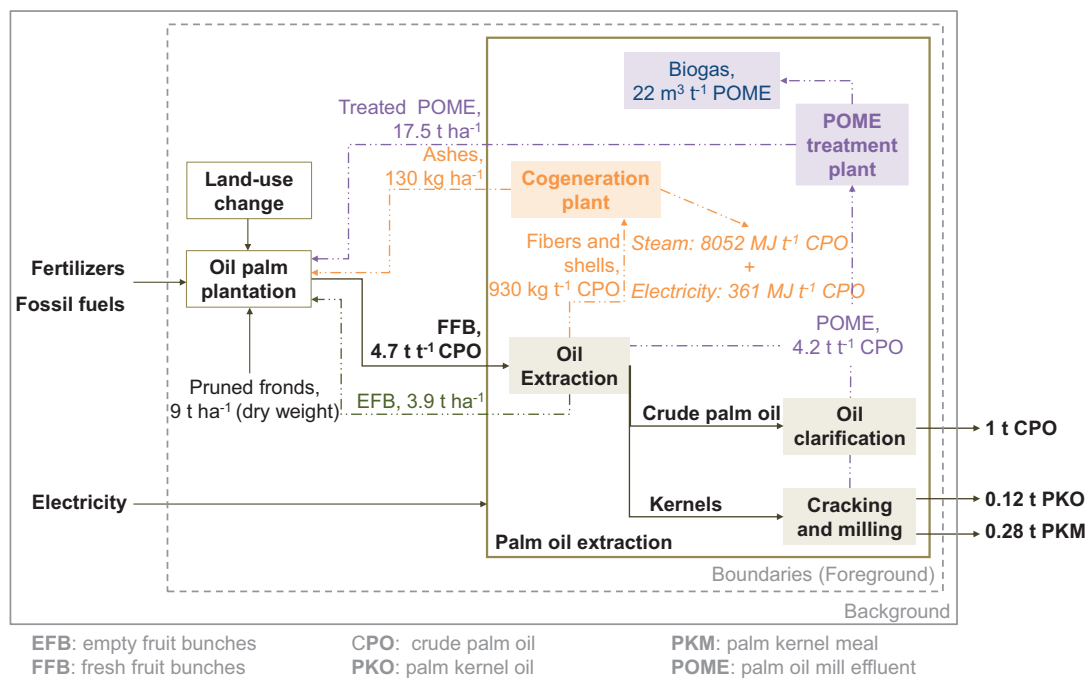 Biogas,
22 m³ t⁻¹ POME
Treated POME,
17.5 t ha⁻¹
POME
treatment
plant
Ashes,
130 kg ha⁻¹
Land-use
change
Cogeneration
plant
Fibers and
shells,
930 kg t⁻¹ CPO
Steam: 8052 MJ t⁻¹ CPO
+
Electricity: 361 MJ t⁻¹ CPO
Fertilizers
Fossil fuels
Oil palm
plantation
FFB,
4.7 t t⁻¹ CPO
Oil
Extraction
POME,
4.2 t t⁻¹ CPO
Pruned fronds,
9 t ha⁻¹ (dry weight)
EFB, 3.9 t ha⁻¹
Crude palm oil
Oil
clarification
1 t CPO
Electricity
Kernels
Cracking
and milling
0.12 t PKO
0.28 t PKM
Palm oil extraction
Boundaries (Foreground)
Background
EFB: empty fruit bunches
CPO: crude palm oil
PKM: palm kernel meal
FFB: fresh fruit bunches
PKO: palm kernel oil
POME: palm oil mill effluent